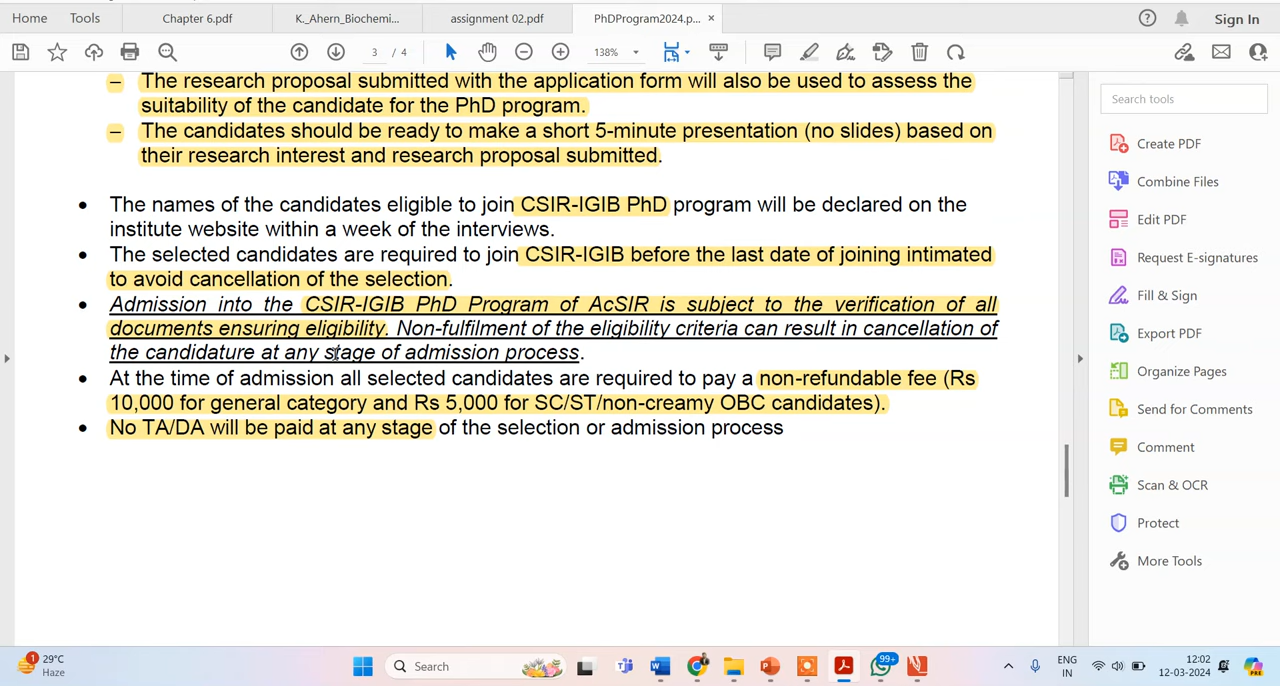 Home Tools Chapter 6.pdf K._Ahern_Biochemi... assignment 02.pdf PhDProgram2024.p... × Sign In
3 / 4 138%
– The research proposal submitted with the application form will also be used to assess the
suitability of the candidate for the PhD program.
– The candidates should be ready to make a short 5-minute presentation (no slides) based on
their research interest and research proposal submitted.
• The names of the candidates eligible to join CSIR-IGIB PhD program will be declared on the
institute website within a week of the interviews.
• The selected candidates are required to join CSIR-IGIB before the last date of joining intimated
to avoid cancellation of the selection.
• Admission into the CSIR-IGIB PhD Program of AcSIR is subject to the verification of all
documents ensuring eligibility. Non-fulfilment of the eligibility criteria can result in cancellation of
the candidature at any stage of admission process.
• At the time of admission all selected candidates are required to pay a non-refundable fee (Rs
10,000 for general category and Rs 5,000 for SC/ST/non-creamy OBC candidates).
• No TA/DA will be paid at any stage of the selection or admission process
Search tools
Create PDF
Combine Files
Edit PDF
Request E-signatures
Fill & Sign
Export PDF
Organize Pages
Send for Comments
Comment
Scan & OCR
Protect
More Tools
1
29°C
Haze
Search
99+
ENG
IN
12:02
12-03-2024
PRE